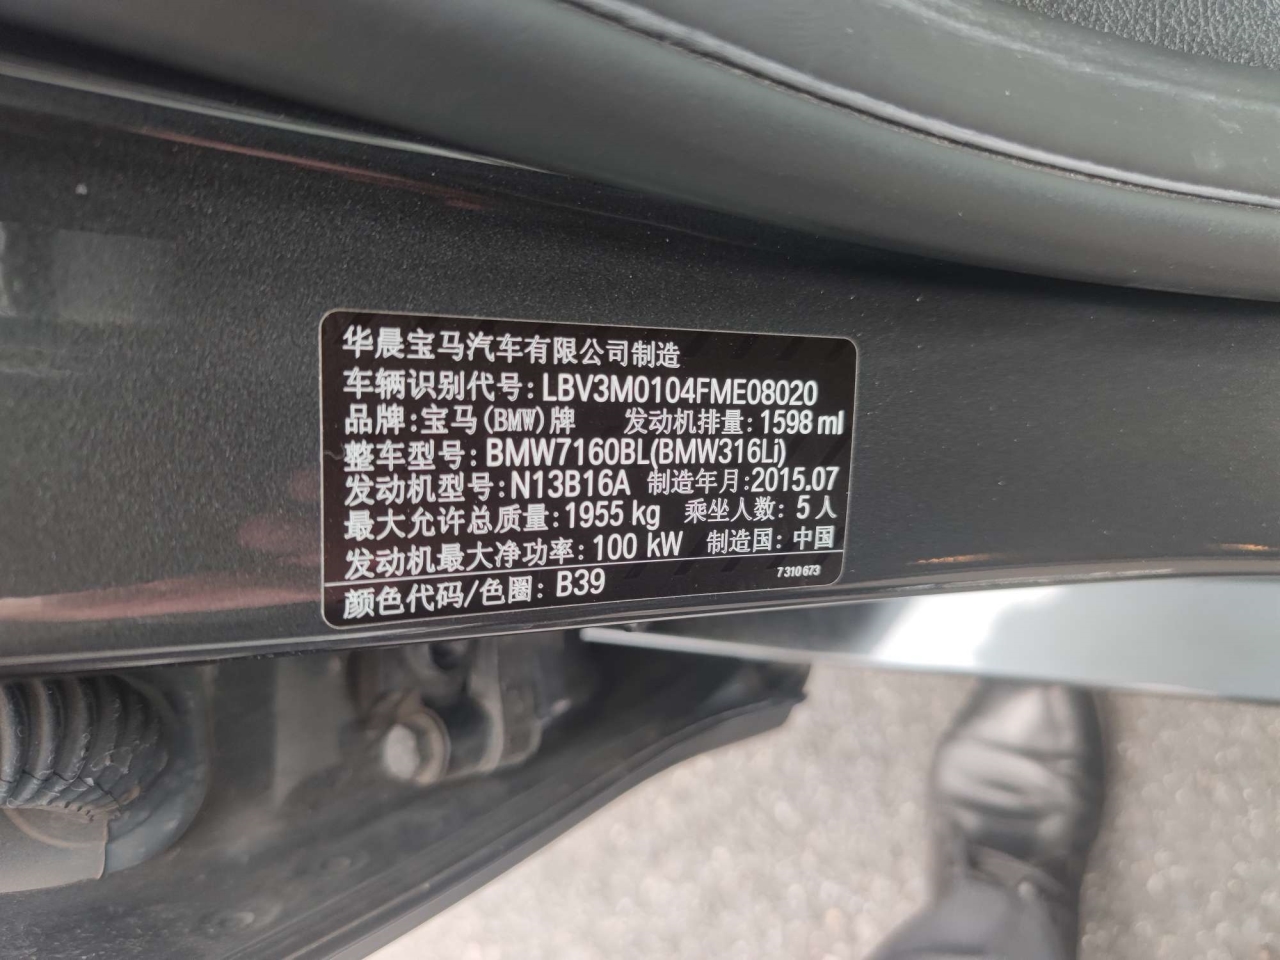 华晨宝马汽车有限公司制造
车辆识别代号: LBV3M0104FME08020
品牌: 宝马(BMW)牌 发动机排量: 1598 ml
整车型号: BMW7160BL(BMW316Li)
发动机型号: N13B16A 制造年月: 2015.07
最大允许总质量: 1955 kg 乘坐人数: 5人
发动机最大净功率: 100 kW 制造国: 中国
颜色代码/色圈: B39 7 310 673